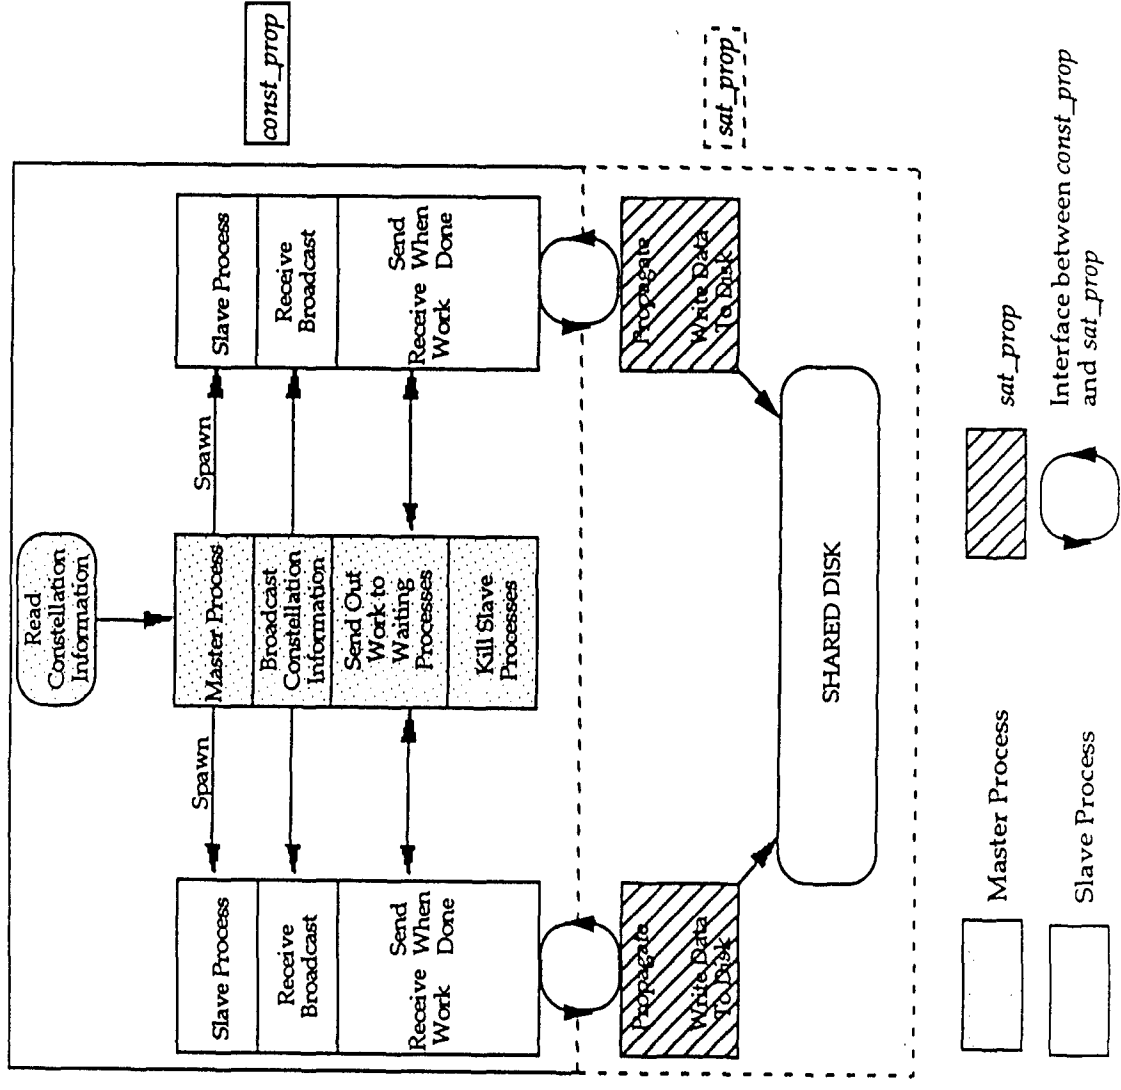 const_prop
Read
Constellation
Information
Slave Process
Spawn
Master Process
Spawn
Slave Process
Receive
Broadcast
Broadcast
Constellation
Information
Receive
Broadcast
Receive
Work
Send
When
Done
Send Out
Work to
Waiting
Processes
Receive
Work
Send
When
Done
Kill Slave
Processes
sat_prop
Propagate
Write Data
To Disk
Propagate
Write Data
To Disk
SHARED DISK
Master Process
sat_prop
Slave Process
Interface between const_prop
and sat_prop